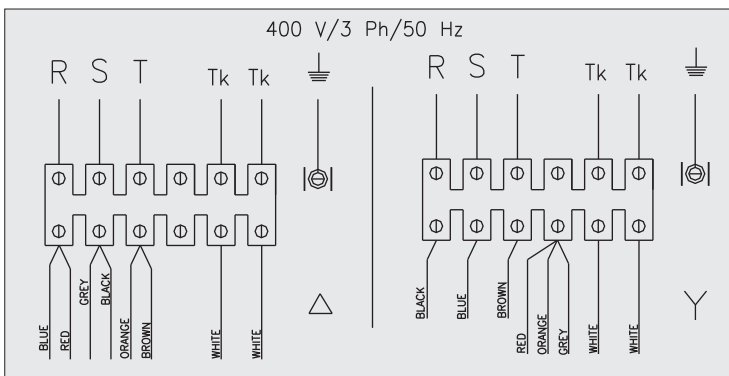 400 V/3 Ph/50 Hz
R S T Tk Tk
R S T Tk Tk
BLUE
RED
GREY
BLACK
ORANGE
BROWN
WHITE
WHITE
BLACK
BLUE
BROWN
RED
ORANGE
GREY
WHITE
WHITE